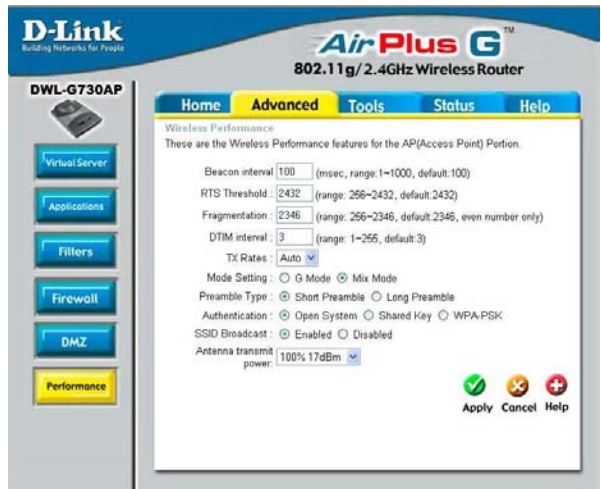 D-Link
Building Networks for People
Air Plus G™
802.11g/2.4GHz Wireless Router
DWL-G730AP
Home Advanced Tools Status Help
Virtual Server
Applications
Filters
Firewall
DMZ
Performance
Wireless Performance
These are the Wireless Performance features for the AP(Access Point) Portion.
Beacon interval 100 (msec, range:1~1000, default:100)
RTS Threshold : 2432 (range: 256~2432, default:2432)
Fragmentation : 2346 (range: 256~2346, default:2346, even number only)
DTIM interval : 3 (range: 1~255, default:3)
TX Rates : Auto
Mode Setting : G Mode Mix Mode
Preamble Type : Short Preamble Long Preamble
Authentication : Open System Shared Key WPA-PSK
SSID Broadcast : Enabled Disabled
Antenna transmit
power: 100% 17dBm
Apply Cancel Help